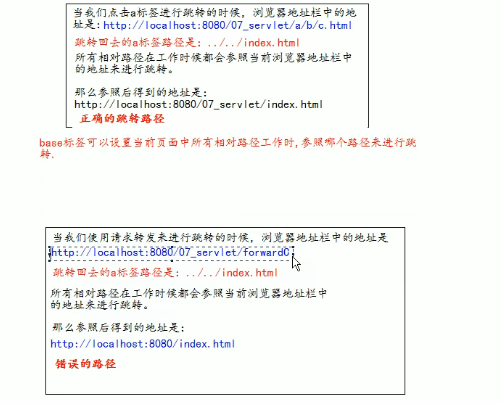 当我们点击a标签进行跳转的时候，浏览器地址栏中的地
址是:http://localhost:8080/07_servlet/a/b/c.html
跳转回去的a标签路径是: ../../index.html
所有相对路径在工作时候都会参照当前浏览器地址栏中
的地址来进行跳转。
那么参照后得到的地址是:
http://localhost:8080/07_servlet/index.html
正确的跳转路径
base标签可以设置当前页面中所有相对路径工作时,参照哪个路径来进行跳
转.
当我们使用请求转发来进行跳转的时候，浏览器地址栏中的地址是
http://localhost:8080/07_servlet/forwardC
跳转回去的a标签路径是: ../../index.html
所有相对路径在工作时候都会参照当前浏览器地址栏中
的地址来进行跳转。
那么参照后得到的地址是:
http://localhost:8080/index.html
错误的路径